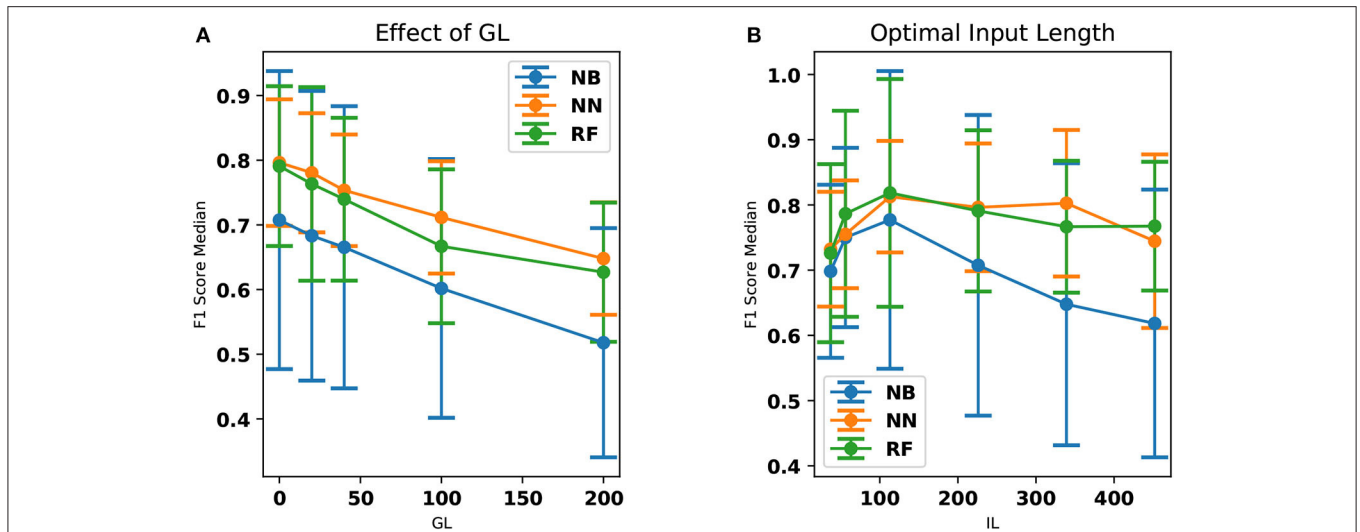 A
Effect of GL
F1 Score Median
0.9
0.8
0.7
0.6
0.5
0.4
NB
NN
RF
0
50
100
150
200
GL
B
Optimal Input Length
F1 Score Median
1.0
0.9
0.8
0.7
0.6
0.5
0.4
NB
NN
RF
100
200
300
400
IL